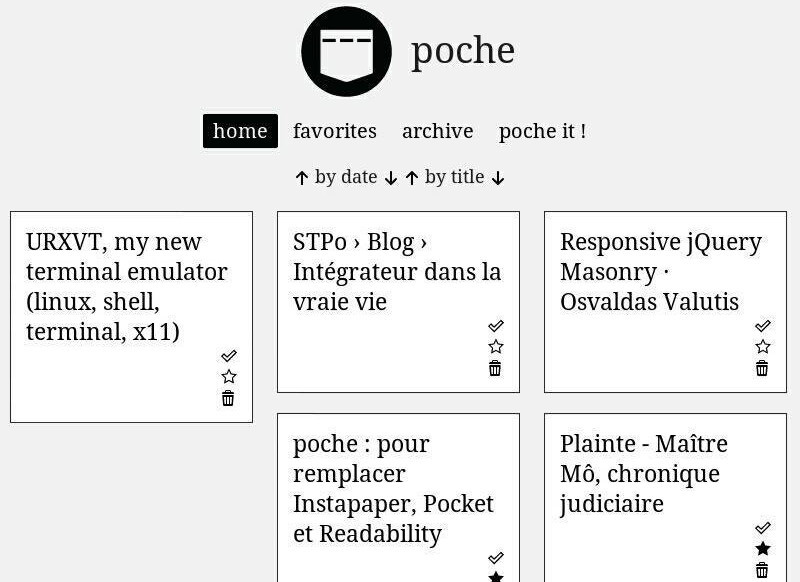 poche
home favorites archive poche it !
by date by title
URXVT, my new
terminal emulator
(linux, shell,
terminal, x11)
STPo › Blog ›
Intégrateur dans la
vraie vie
Responsive jQuery
Masonry ·
Osvaldas Valutis
poche : pour
remplacer
Instapaper, Pocket
et Readability
Plainte - Maître
Mô, chronique
judiciaire